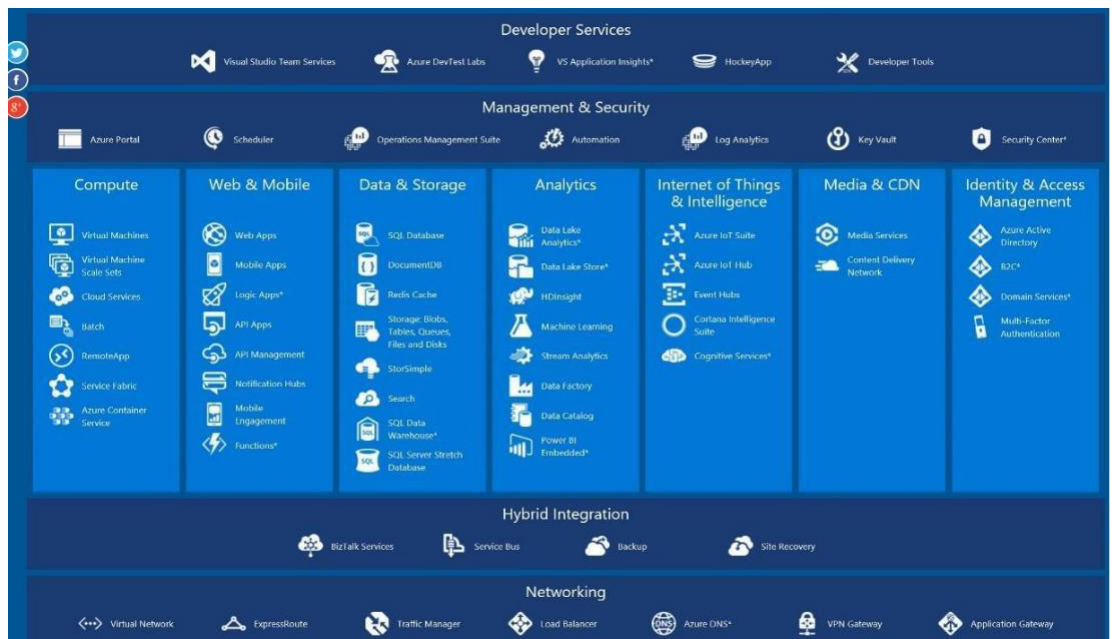 Developer Services
Visual Studio Team Services
Azure DevTest Labs
VS Application Insights*
HockeyApp
Developer Tools
f
8+
Management & Security
Azure Portal
Scheduler
Operations Management Suite
Automation
Log Analytics
Key Vault
Security Center*
Compute
Virtual Machines
Virtual Machine
Scale Sets
Cloud Services
Batch
RemoteApp
Service Fabric
Azure Container
Service
Web & Mobile
Web Apps
Mobile Apps
Logic Apps*
API Apps
API Management
Notification Hubs
Mobile
Engagement
Functions*
Data & Storage
SQL
SQL Database
DocumentDB
Redis Cache
Storage: Blobs,
Tables, Queues,
Files and Disks
StorSimple
Search
SQL
SQL Data
Warehouse*
SQL
SQL Server Stretch
Database
Analytics
Data Lake
Analytics*
Data Lake Store*
HDInsight
Machine Learning
Stream Analytics
Data Factory
Data Catalog
Power BI
Embedded*
Internet of Things
& Intelligence
Azure IoT Suite
Azure IoT Hub
Event Hubs
Cortana Intelligence
Suite
Cognitive Services*
Media & CDN
Media Services
Content Delivery
Network
Identity & Access
Management
Azure Active
Directory
B2C*
Domain Services*
Multi-Factor
Authentication
Hybrid Integration
BizTalk Services
Service Bus
Backup
Site Recovery
Networking
Virtual Network
ExpressRoute
Traffic Manager
Load Balancer
DNS
Azure DNS*
VPN Gateway
Application Gateway